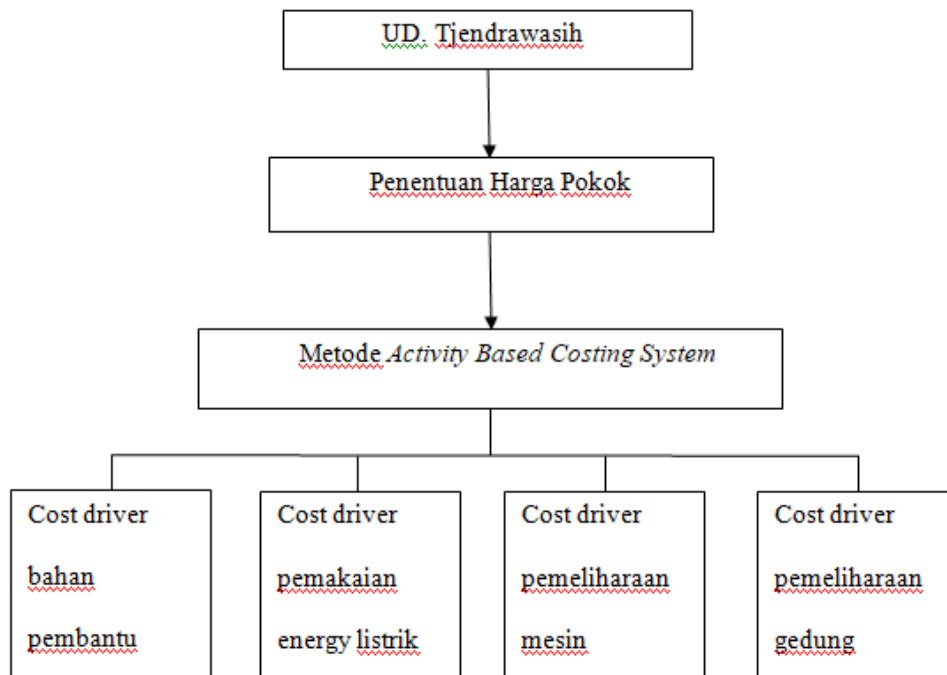 UD. Tjendrawasih
Penentuan Harga Pokok
Metode Activity Based Costing System
Cost driver
bahan
pembantu
Cost driver
pemakaian
energy listrik
Cost driver
pemeliharaan
mesin
Cost driver
pemeliharaan
gedung